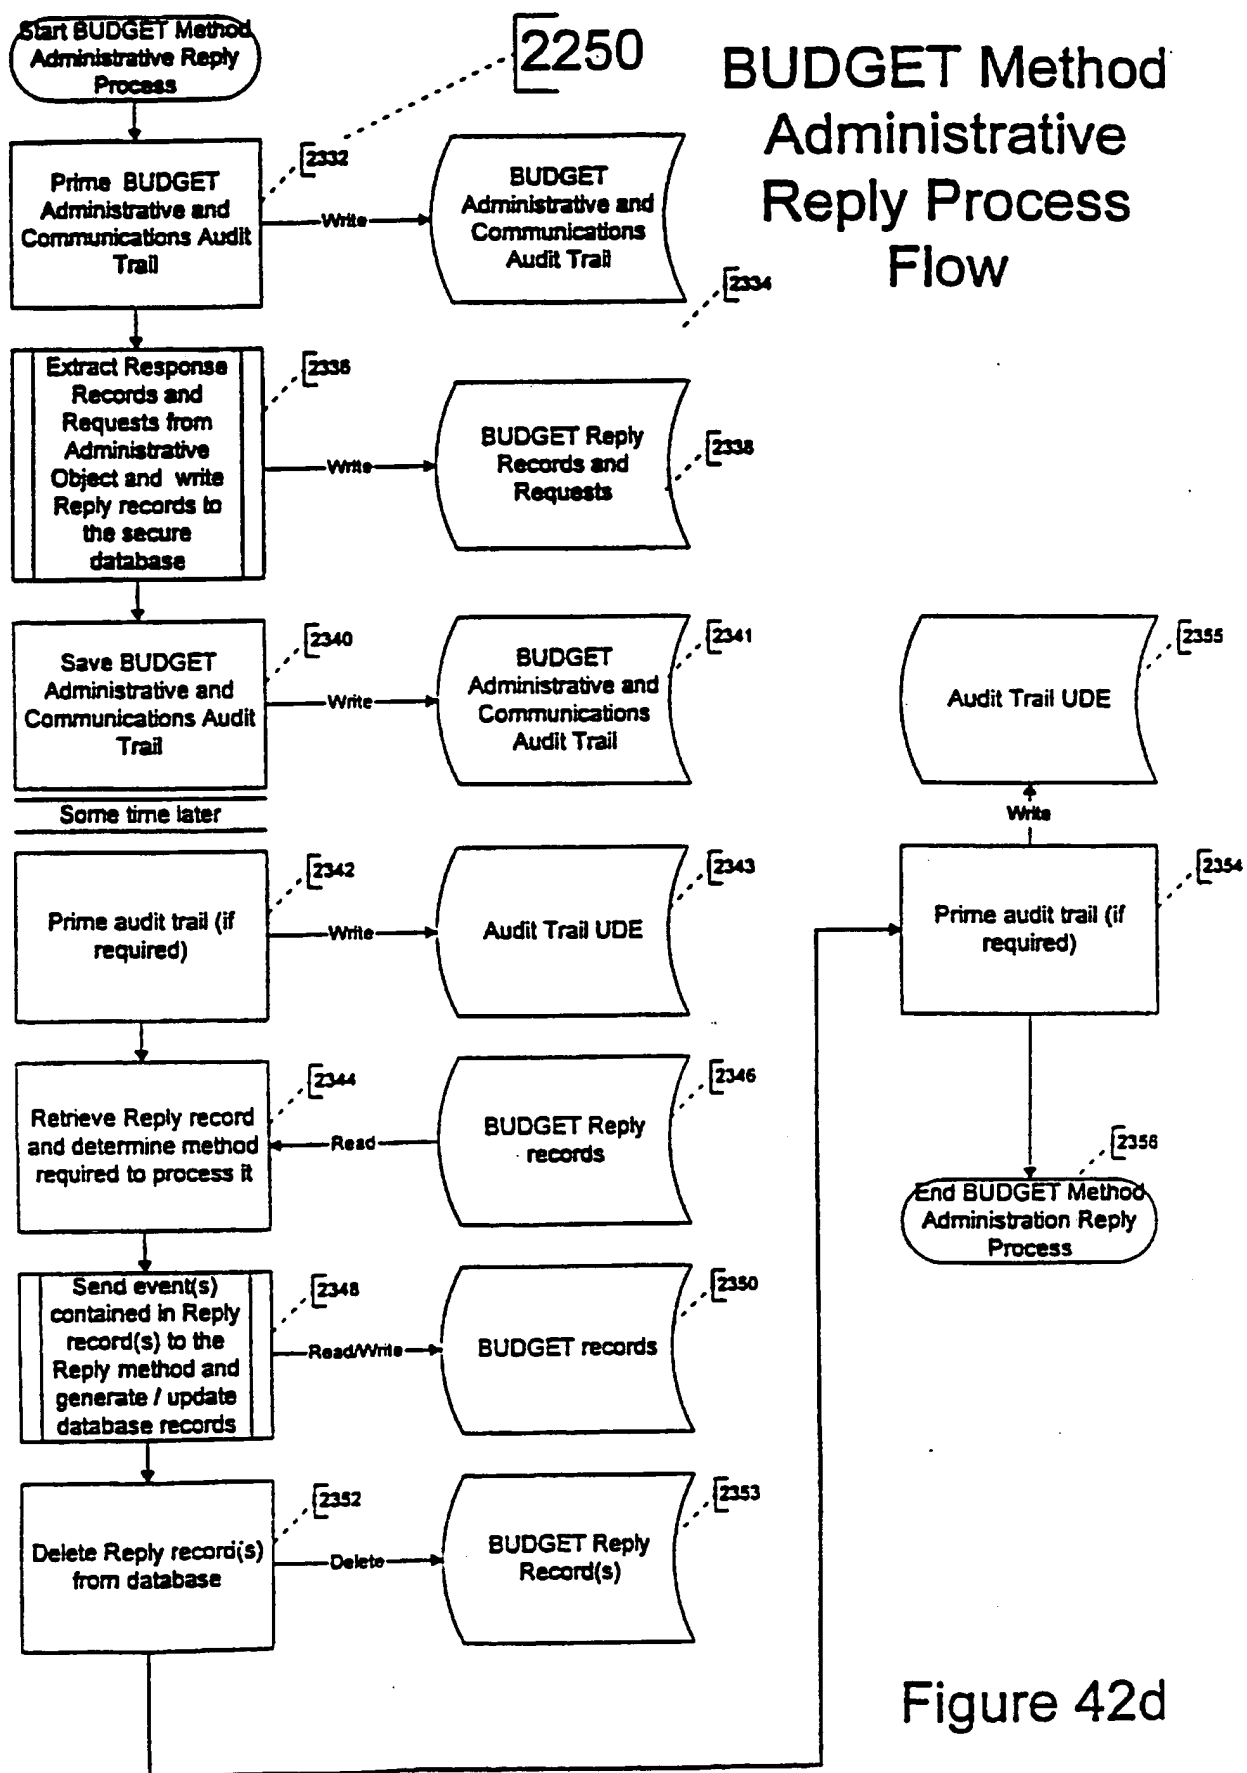 Start BUDGET Method
Administrative Reply
Process
2250
BUDGET Method
Administrative
Reply Process
Flow
2332
Prime BUDGET
Administrative and
Communications Audit
Trail
Write
BUDGET
Administrative and
Communications
Audit Trail
2334
Extract Response
Records and
Requests from
Administrative
Object and write
Reply records to
the secure
database
2336
Write
BUDGET Reply
Records and
Requests
2338
Save BUDGET
Administrative and
Communications Audit
Trail
2340
Write
BUDGET
Administrative and
Communications
Audit Trail
2341
Some time later
Prime audit trail (if
required)
2342
Write
Audit Trail UDE
2343
Retrieve Reply record
and determine method
required to process it
2344
Read
BUDGET Reply
records
2346
Send event(s)
contained in Reply
record(s) to the
Reply method and
generate / update
database records
2348
Read/Write
BUDGET records
2350
Delete Reply record(s)
from database
2352
Delete
BUDGET Reply
Record(s)
2353
Audit Trail UDE
2355
Write
Prime audit trail (if
required)
2354
2356
End BUDGET Method
Administration Reply
Process
Figure 42d